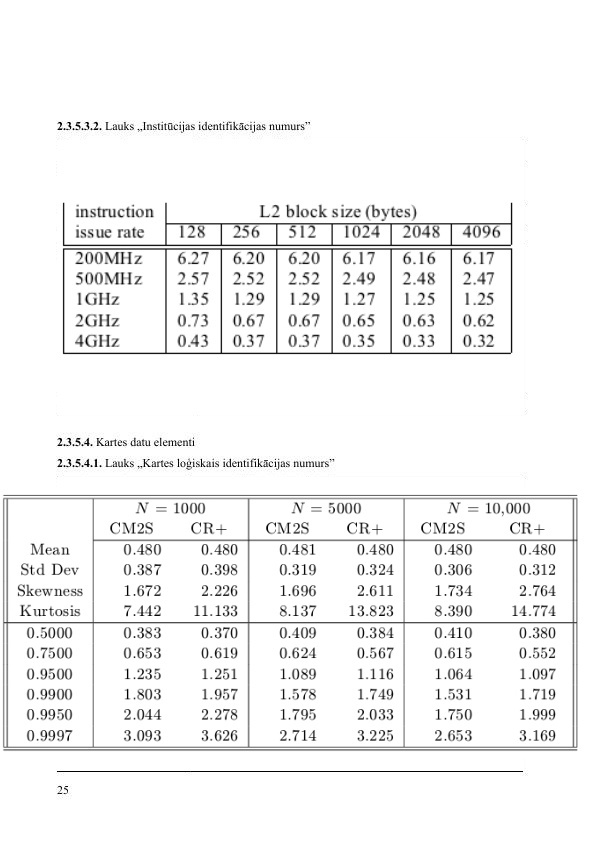 2.3.5.3.2. Lauks „Institūcijas identifikācijas numurs”
instruction L2 block size (bytes)
issue rate 128 256 512 1024 2048 4096
200MHz 6.27 6.20 6.20 6.17 6.16 6.17
500MHz 2.57 2.52 2.52 2.49 2.48 2.47
1GHz 1.35 1.29 1.29 1.27 1.25 1.25
2GHz 0.73 0.67 0.67 0.65 0.63 0.62
4GHz 0.43 0.37 0.37 0.35 0.33 0.32
2.3.5.4. Kartes datu elementi
2.3.5.4.1. Lauks „Kartes loģiskais identifikācijas numurs”
N = 1000 N = 5000 N = 10,000
CM2S CR+ CM2S CR+ CM2S CR+
Mean 0.480 0.480 0.481 0.480 0.480 0.480
Std Dev 0.387 0.398 0.319 0.324 0.306 0.312
Skewness 1.672 2.226 1.696 2.611 1.734 2.764
Kurtosis 7.442 11.133 8.137 13.823 8.390 14.774
0.5000 0.383 0.370 0.409 0.384 0.410 0.380
0.7500 0.653 0.619 0.624 0.567 0.615 0.552
0.9500 1.235 1.251 1.089 1.116 1.064 1.097
0.9900 1.803 1.957 1.578 1.749 1.531 1.719
0.9950 2.044 2.278 1.795 2.033 1.750 1.999
0.9997 3.093 3.626 2.714 3.225 2.653 3.169
25